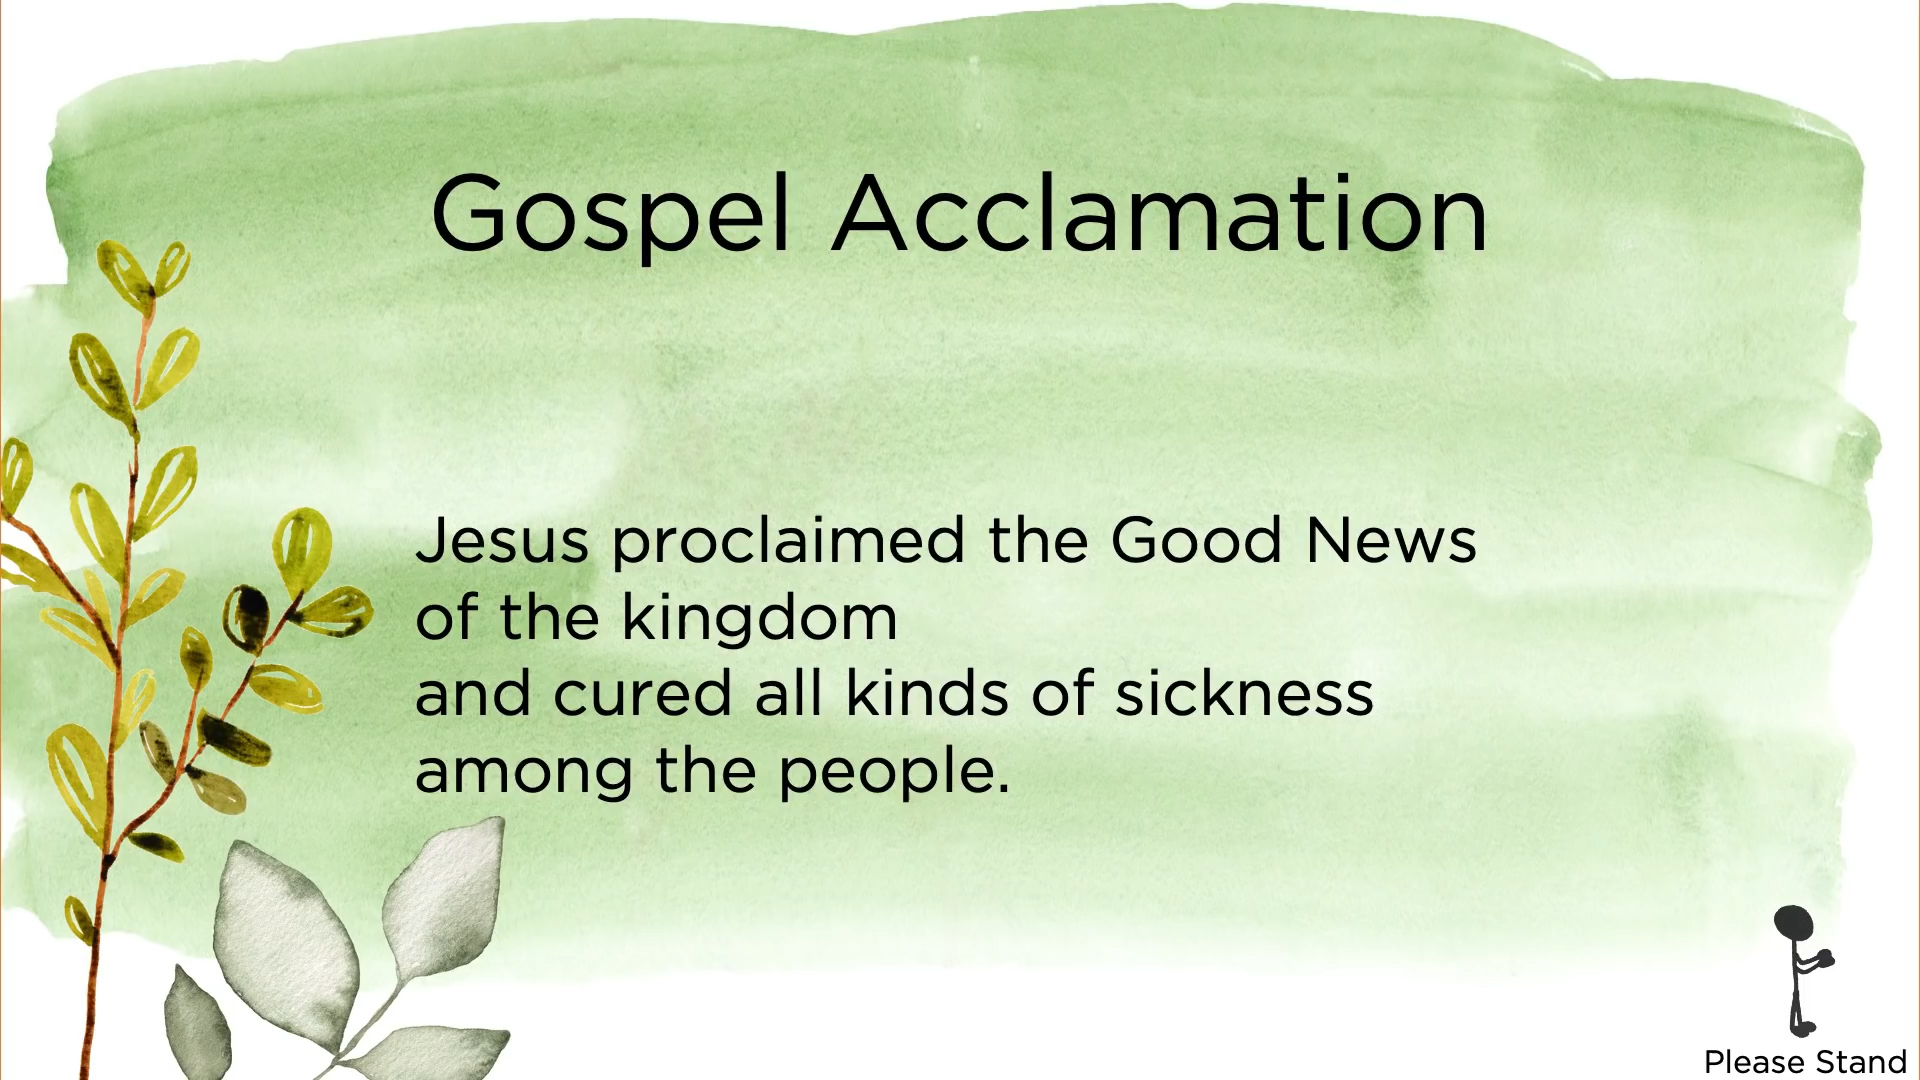 Gospel Acclamation
Jesus proclaimed the Good News
of the kingdom
and cured all kinds of sickness
among the people.
Please Stand